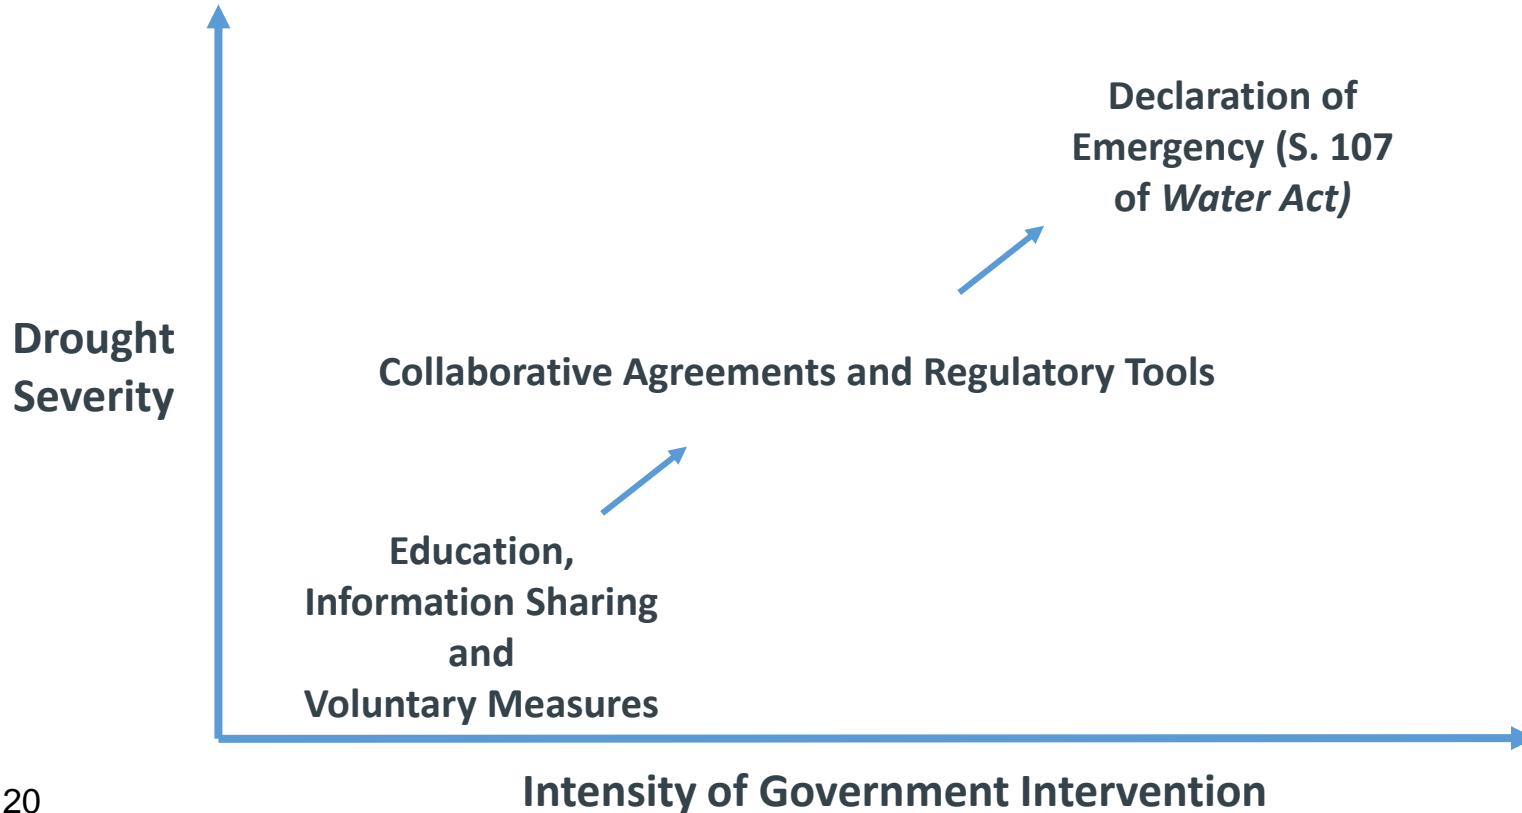 Declaration of
Emergency (S. 107
of Water Act)
Drought
Severity
Collaborative Agreements and Regulatory Tools
Education,
Information Sharing
and
Voluntary Measures
Intensity of Government Intervention
20